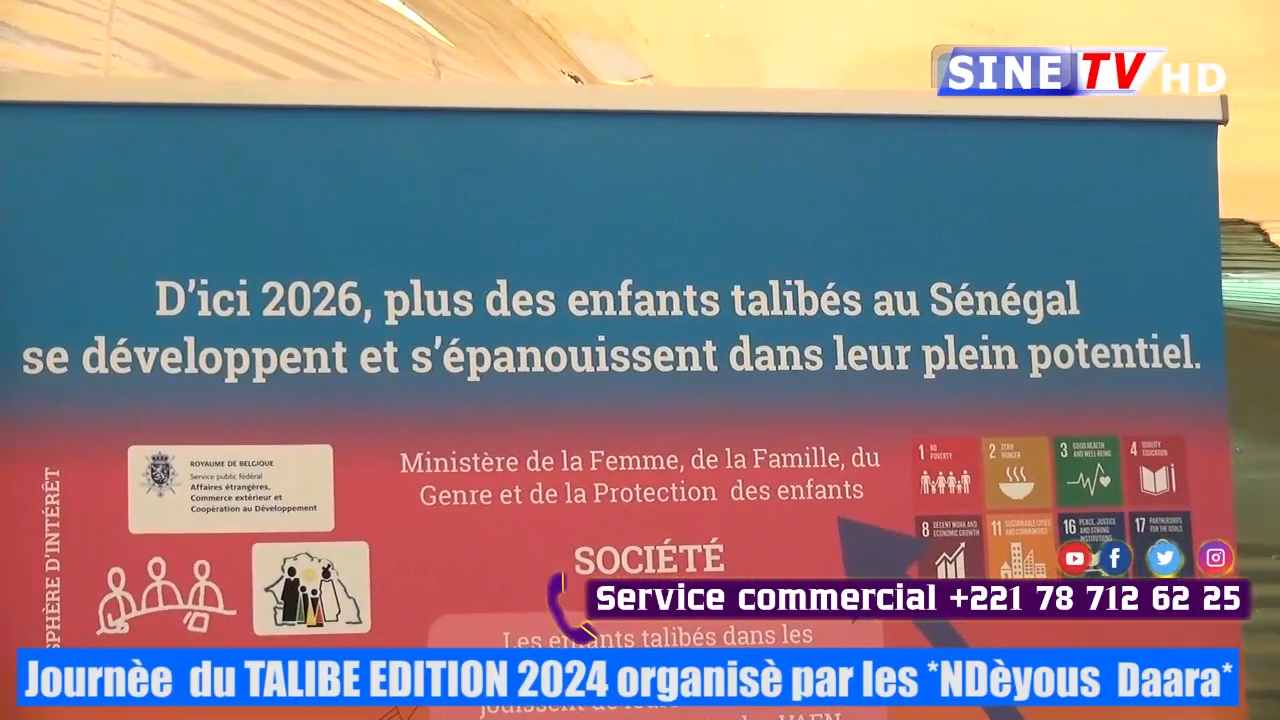 SINE TV HD
D'ici 2026, plus des enfants talibés au Sénégal
se développent et s'épanouissent dans leur plein potentiel.
SPHÈRE D'INTÉRÊT
ROYAUME DE BELGIQUE
Service public fédéral
Affaires étrangères,
Commerce extérieur et
Coopération au Développement
Ministère de la Femme, de la Famille, du
Genre et de la Protection des enfants
SOCIÉTÉ
1 NO POVERTY
2 ZERO HUNGER
3 GOOD HEALTH AND WELL-BEING
4 QUALITY EDUCATION
8 DECENT WORK AND ECONOMIC GROWTH
11 SUSTAINABLE CITIES AND COMMUNITIES
16 PEACE, JUSTICE AND STRONG INSTITUTIONS
17 PARTNERSHIPS FOR THE GOALS
Service commercial +221 78 712 62 25
Les enfants talibés dans les
Journèe du TALIBE EDITION 2024 organisè par les *NDèyous Daara*